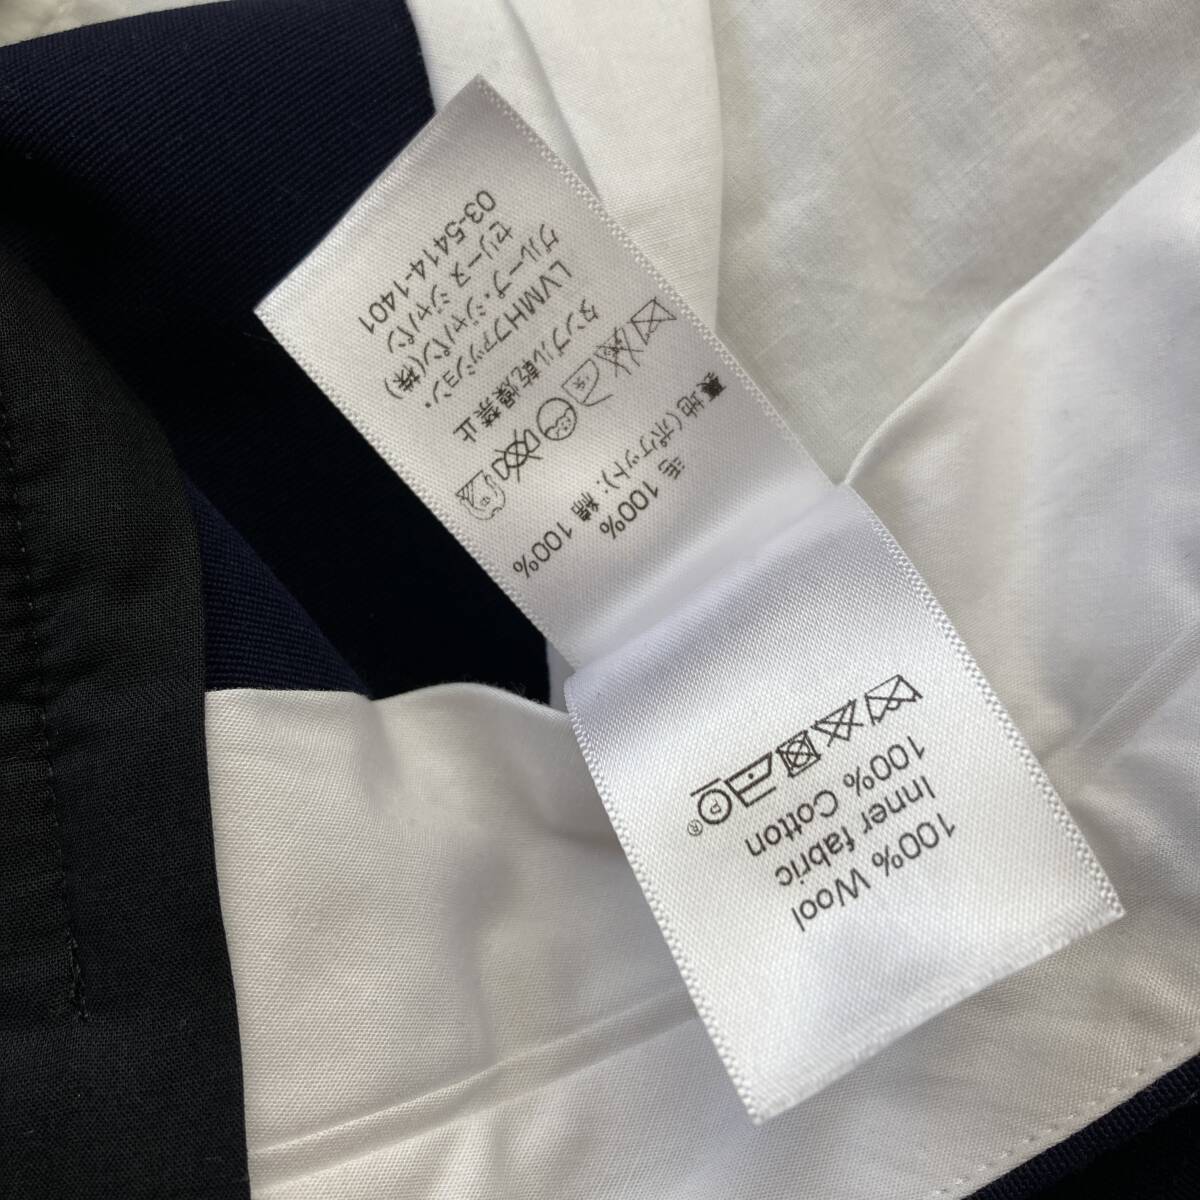 裏地(ポケット):綿 100%
毛 100%
タンブル乾燥禁止
LVMHファッション・
グループ・ジャパン(株)
セリーヌ ジャパン
03-5414-1401
100% Wool
Inner fabric
100% Cotton
P
®